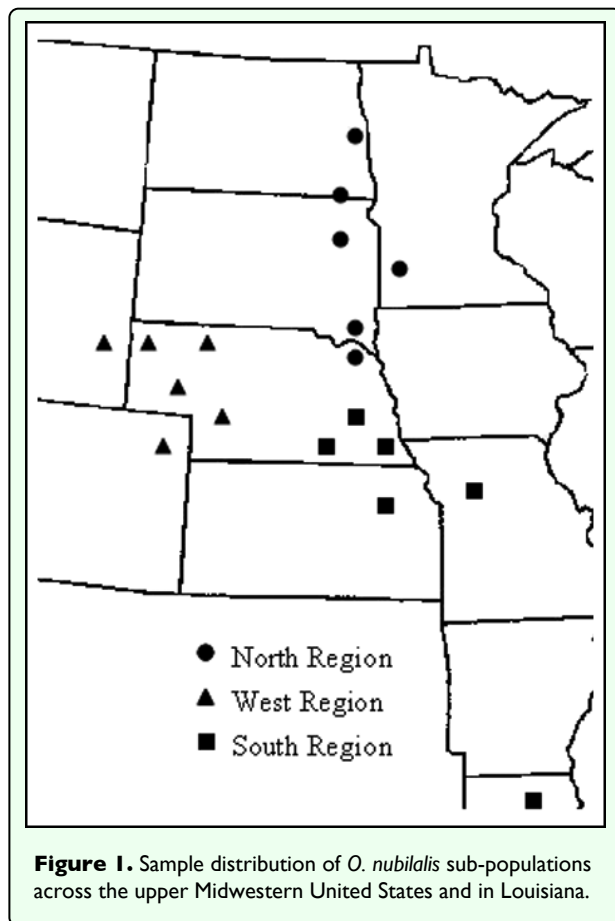 North Region
West Region
South Region
Figure 1. Sample distribution of O. nubilalis sub-populations
across the upper Midwestern United States and in Louisiana.